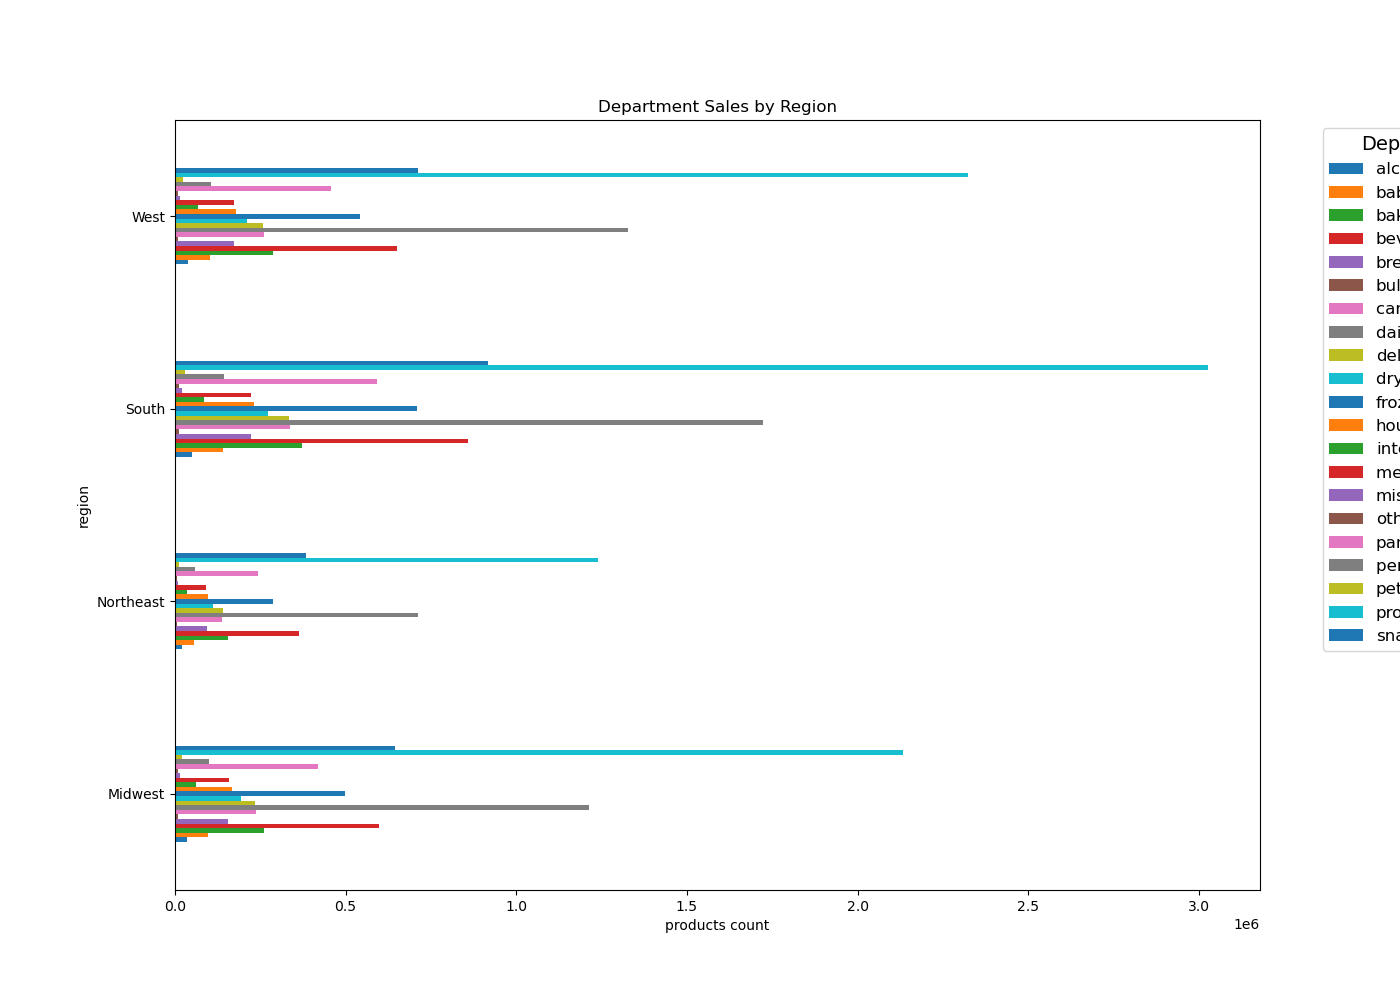 Department Sales by Region
West
South
Northeast
Midwest
region
0.0 0.5 1.0 1.5 2.0 2.5 3.0
1e6
products count
Dep
alc
bab
bak
bev
bre
bul
can
dai
del
dry
froz
hou
inte
me
mis
oth
pan
per
pet
pro
sna